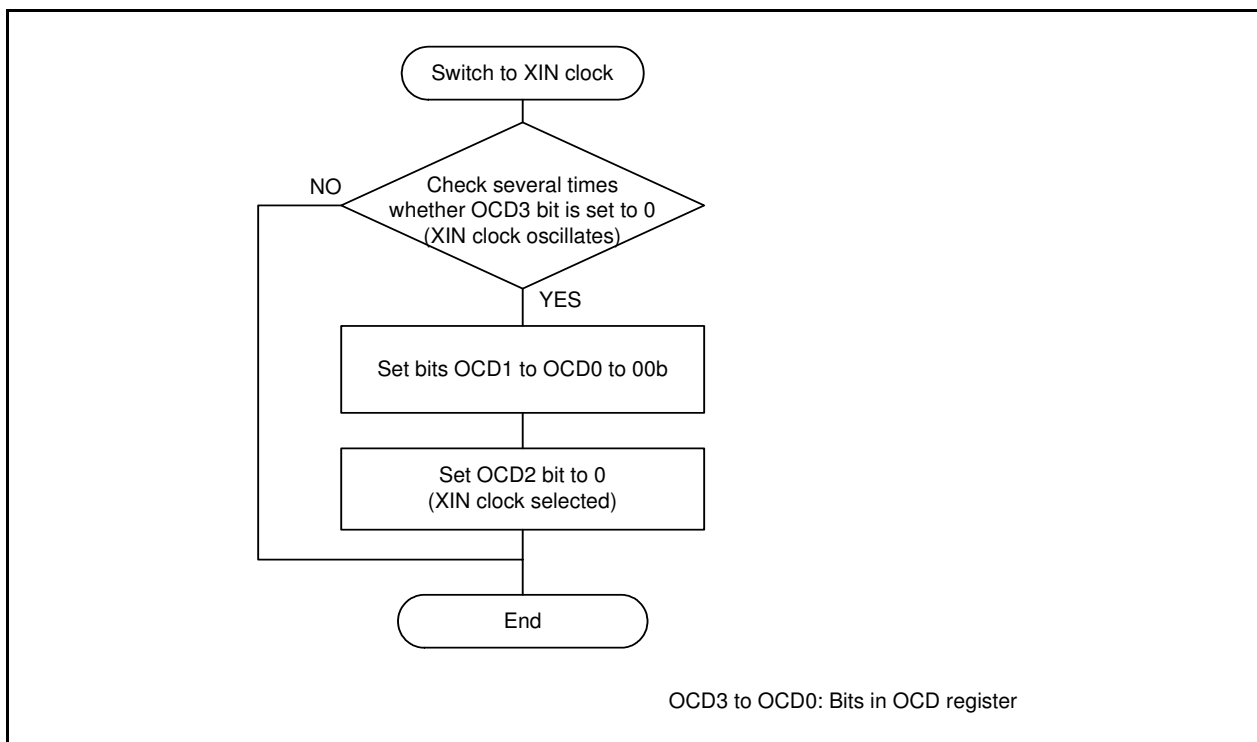 Switch to XIN clock
NO
Check several times
whether OCD3 bit is set to 0
(XIN clock oscillates)
YES
Set bits OCD1 to OCD0 to 00b
Set OCD2 bit to 0
(XIN clock selected)
End
OCD3 to OCD0: Bits in OCD register